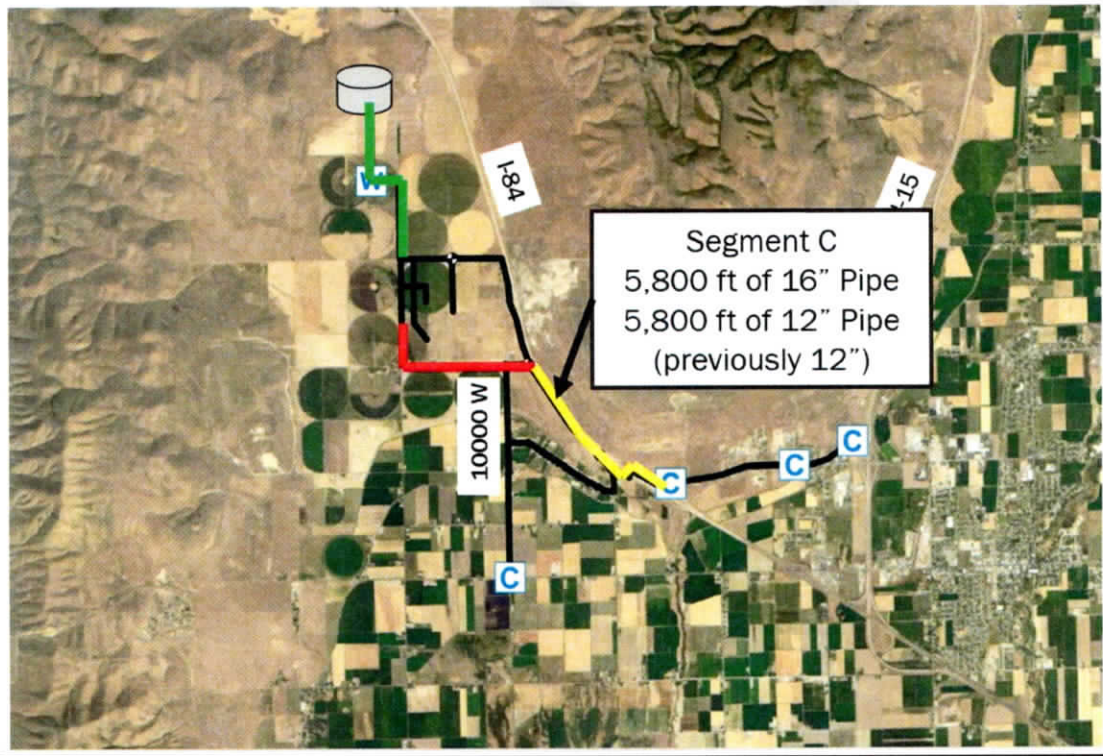 W
I-84
I-15
Segment C
5,800 ft of 16” Pipe
5,800 ft of 12” Pipe
(previously 12”)
10000 W
C
C
C
C